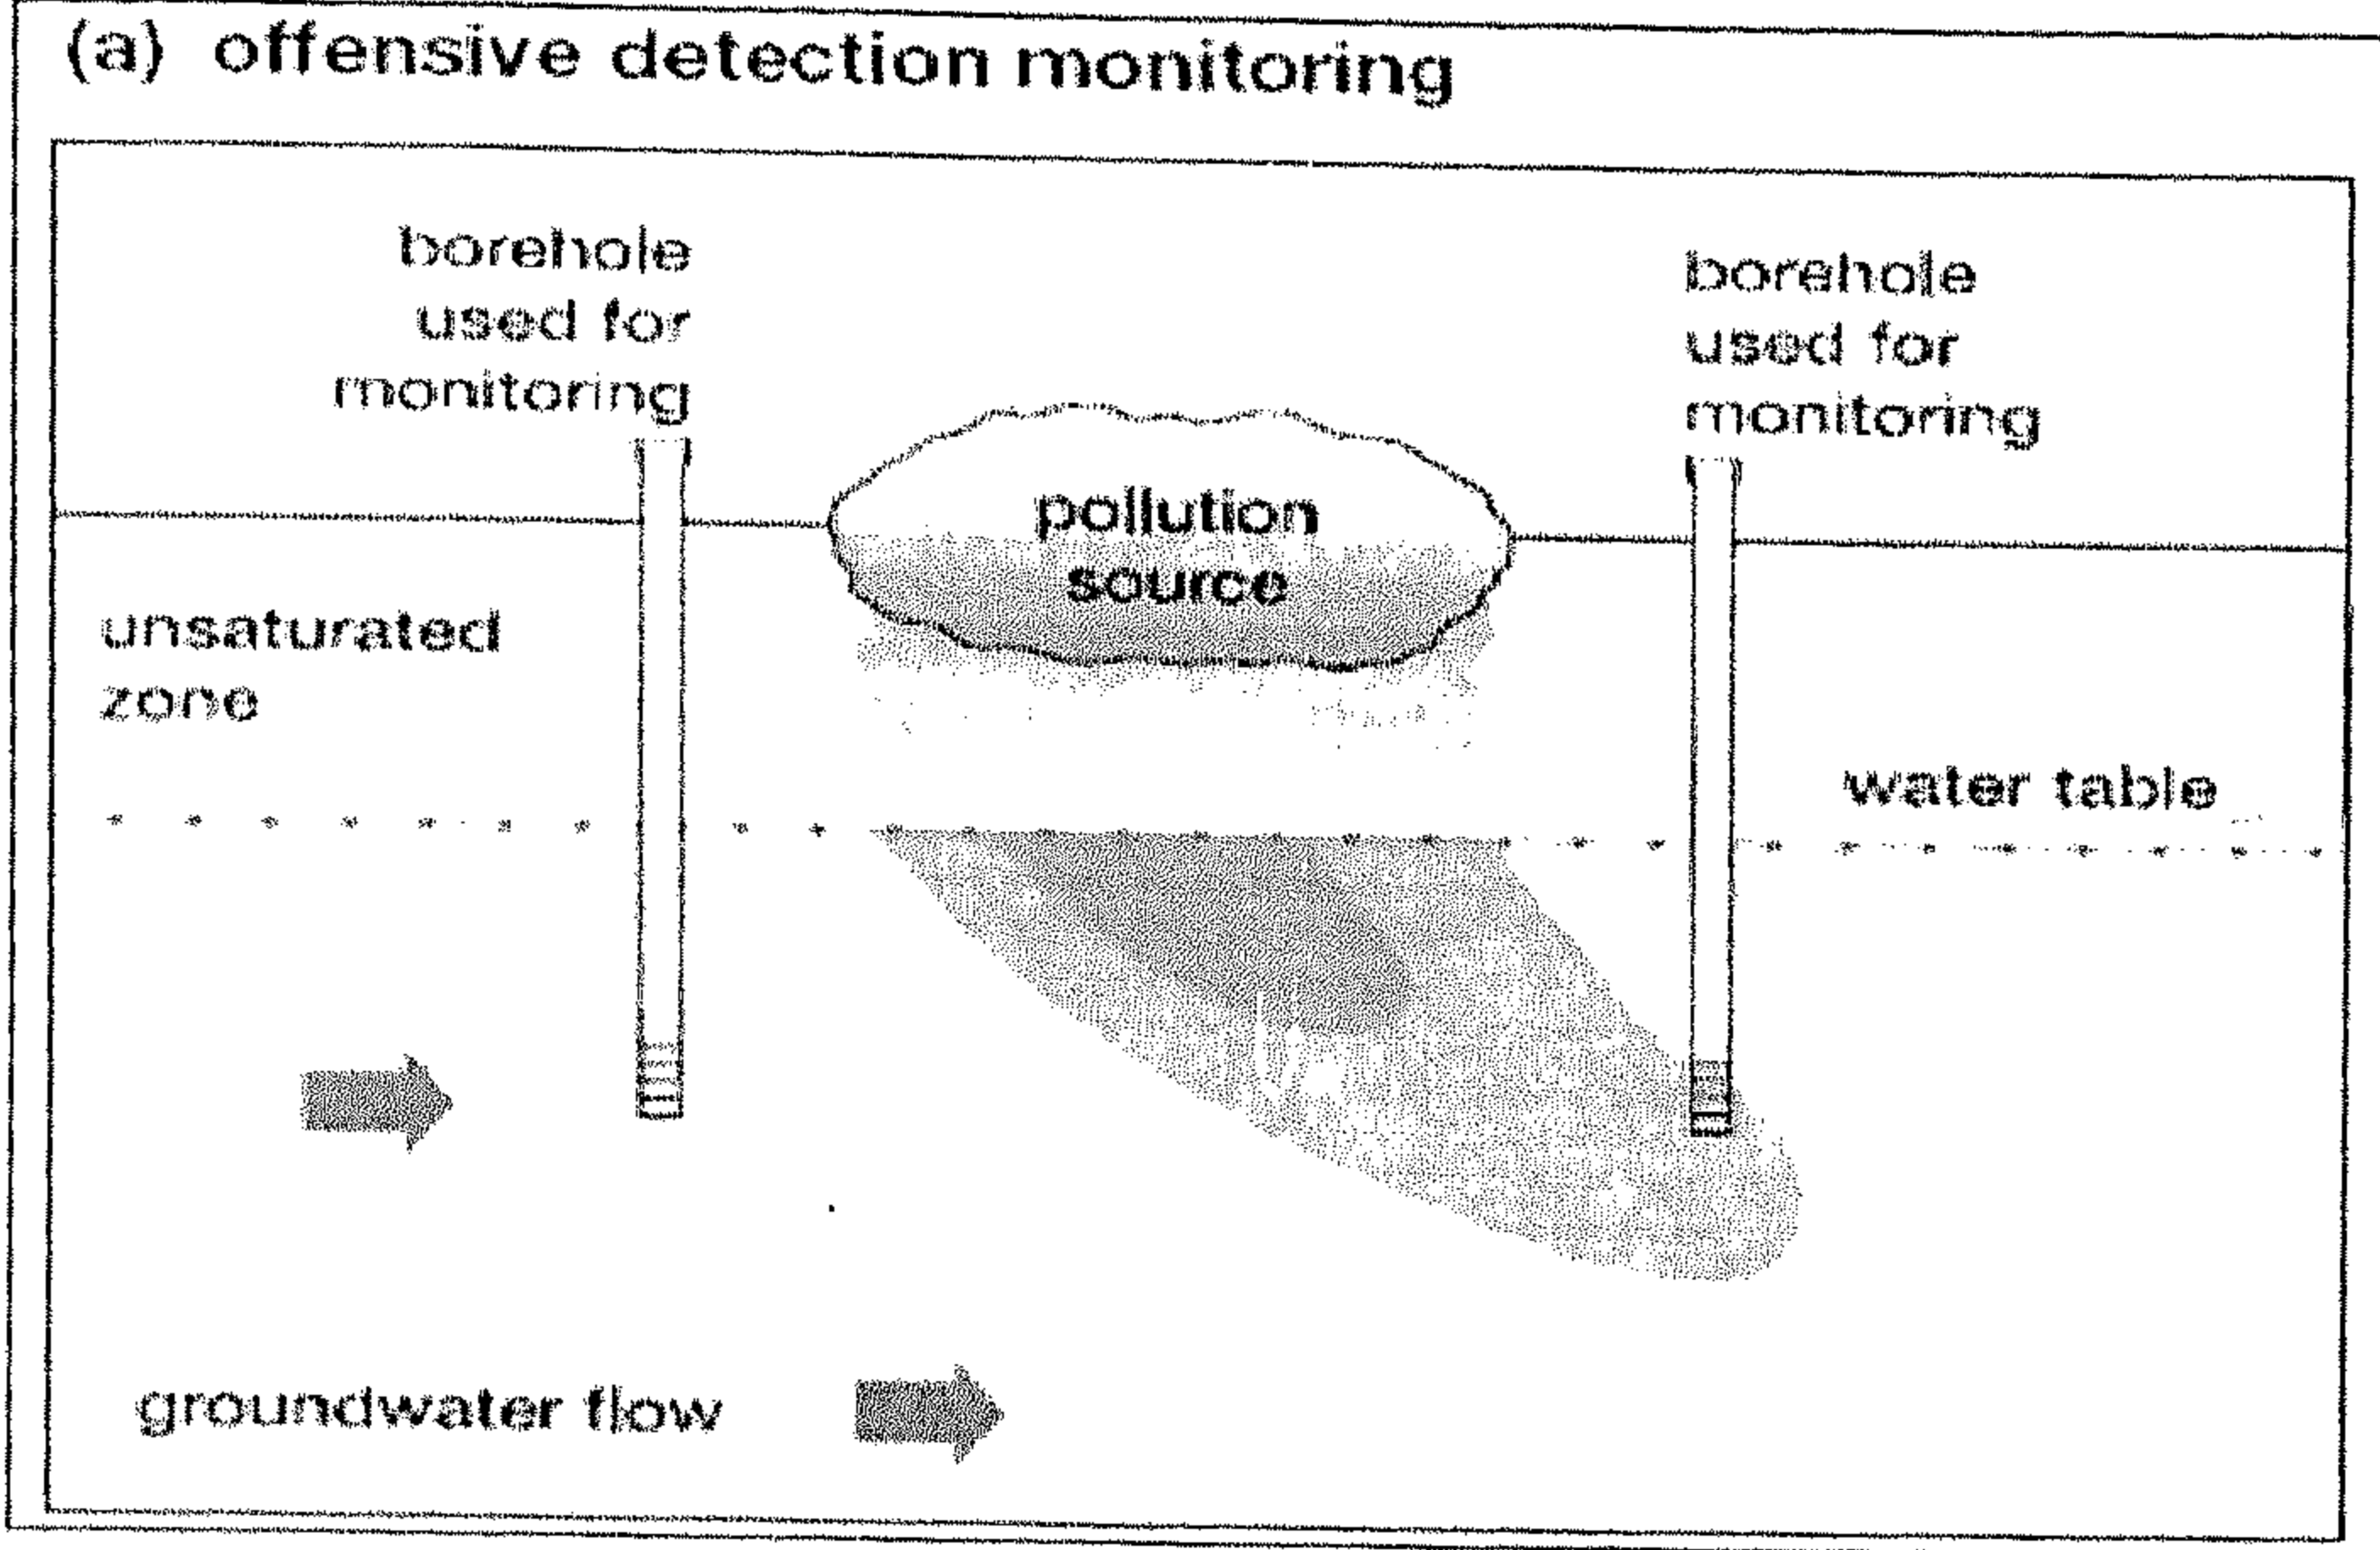 (a) offensive detection monitoring
borehole
used for
monitoring
borehole
used for
monitoring
pollution
source
unsaturated
zone
water table
groundwater flow